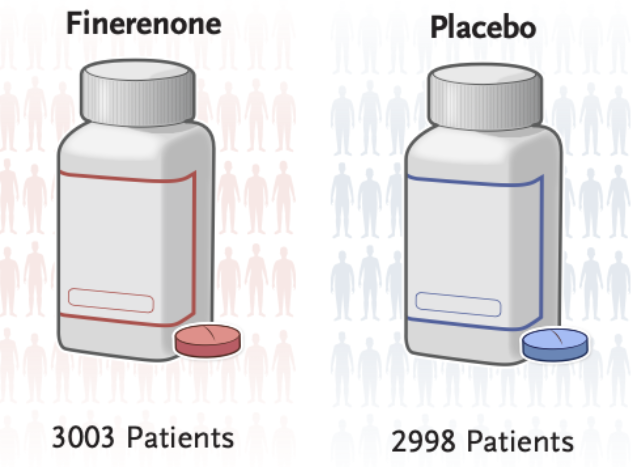 Finerenone
Placebo
3003 Patients
2998 Patients